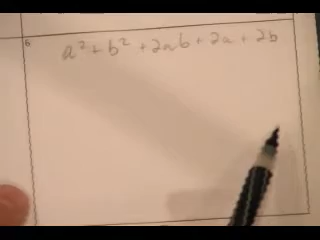 6
a² + b² + 2ab + 2a + 2b